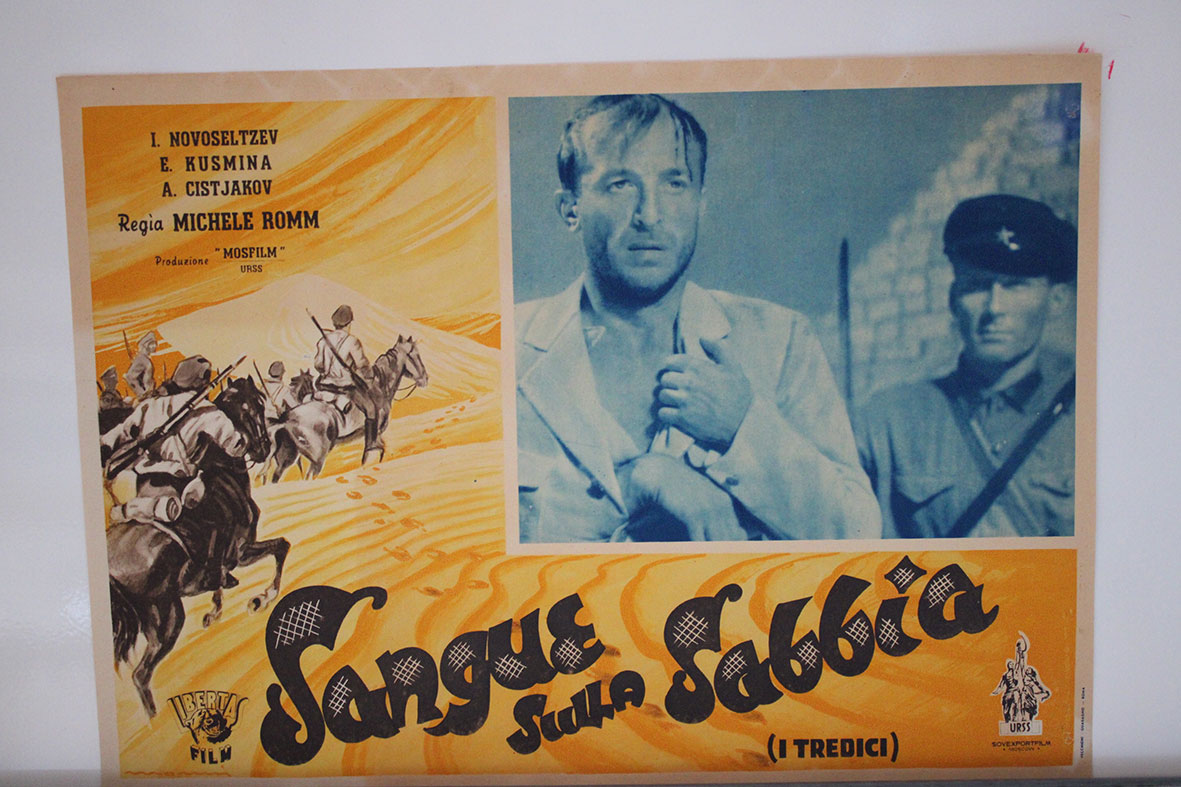 I. NOVOSELTZEV
E. KUSMINA
A. CISTJAKOV
Regìa MICHELE ROMM
Produzione "MOSFILM"
URSS
Sangue
sulla
Sabbia
(I TREDICI)
LIBERTAS
FILM
URSS
SOVEXPORTFILM